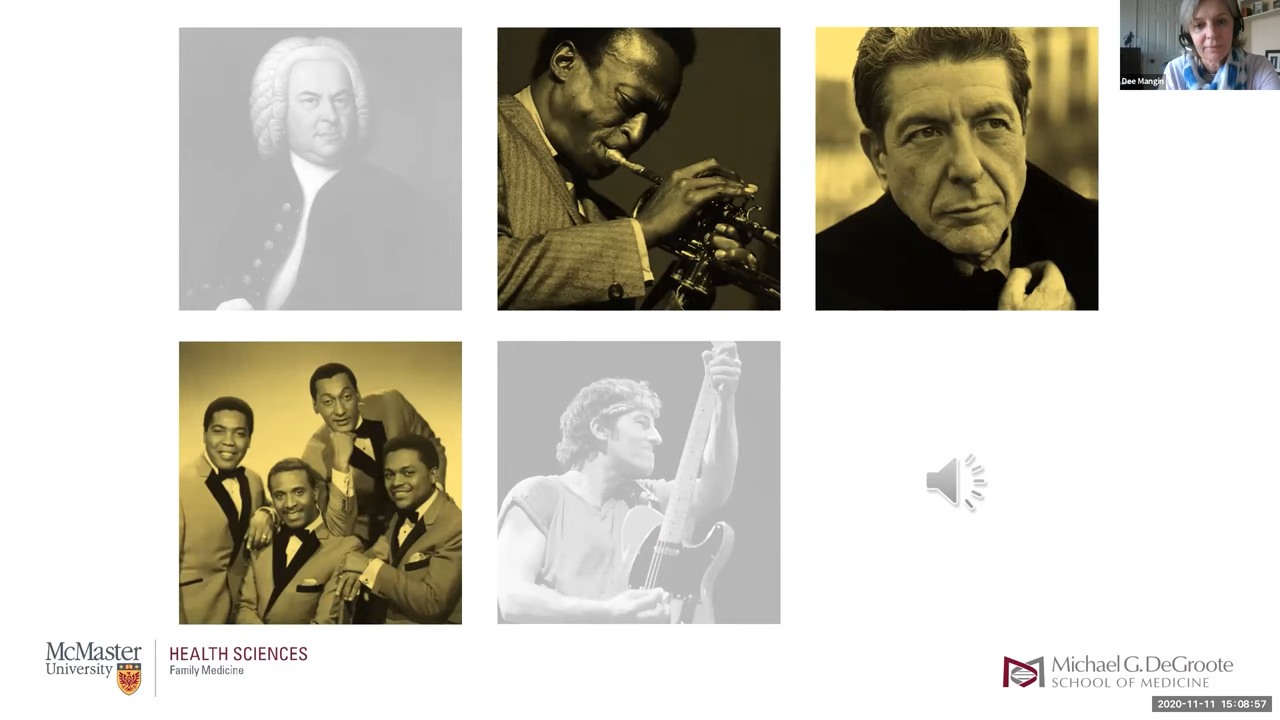 Dee Mangin
McMaster
University
HEALTH SCIENCES
Family Medicine
Michael G. DeGroote
SCHOOL OF MEDICINE
2020-11-11 15:08:57